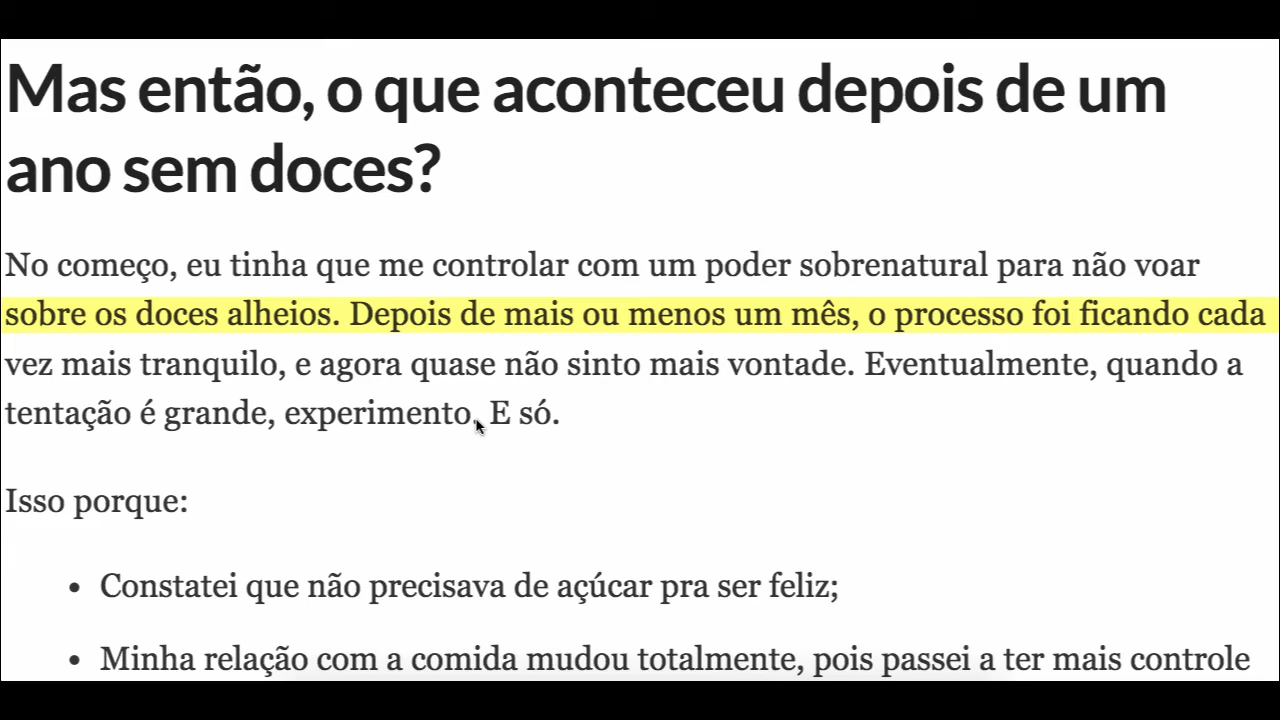 Mas então, o que aconteceu depois de um
ano sem doces?
No começo, eu tinha que me controlar com um poder sobrenatural para não voar
sobre os doces alheios. Depois de mais ou menos um mês, o processo foi ficando cada
vez mais tranquilo, e agora quase não sinto mais vontade. Eventualmente, quando a
tentação é grande, experimento. E só.
Isso porque:
• Constatei que não precisava de açúcar pra ser feliz;
• Minha relação com a comida mudou totalmente, pois passei a ter mais controle